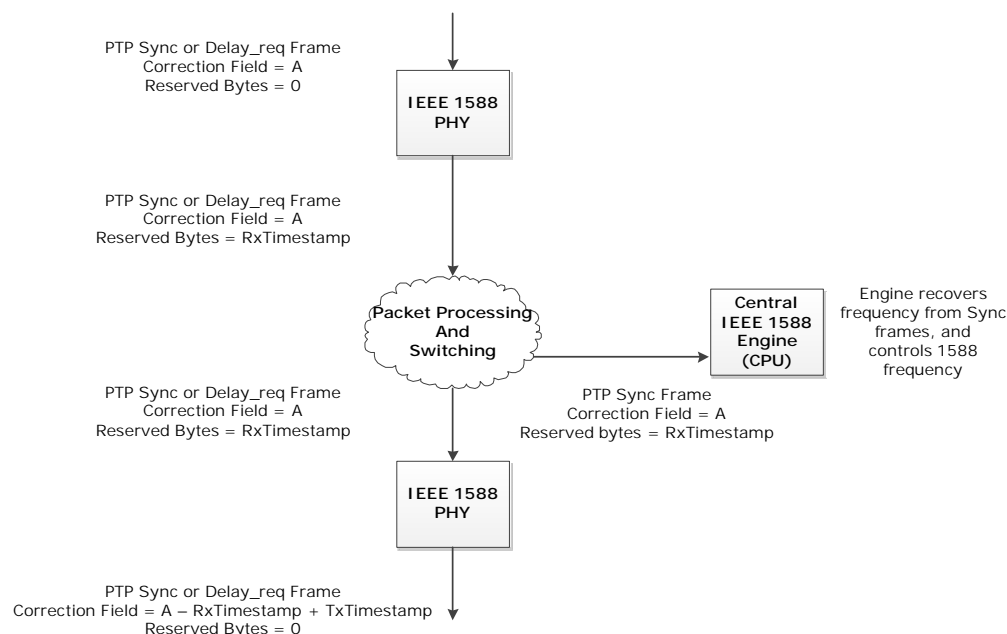 PTP Sync or Delay_req Frame
Correction Field = A
Reserved Bytes = 0
IEEE 1588
PHY
PTP Sync or Delay_req Frame
Correction Field = A
Reserved Bytes = RxTimestamp
Packet Processing
And
Switching
Central
IEEE 1588
Engine
(CPU)
Engine recovers
frequency from Sync
frames, and
controls 1588
frequency
PTP Sync or Delay_req Frame
Correction Field = A
Reserved Bytes = RxTimestamp
PTP Sync Frame
Correction Field = A
Reserved bytes = RxTimestamp
IEEE 1588
PHY
PTP Sync or Delay_req Frame
Correction Field = A – RxTimestamp + TxTimestamp
Reserved Bytes = 0